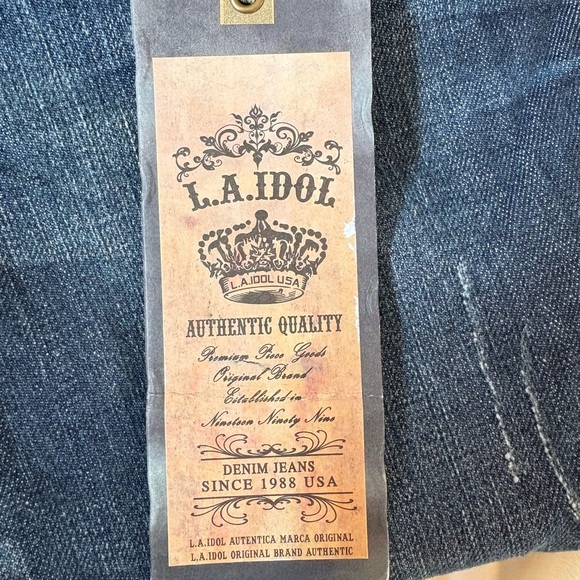 L.A.IDOL
L.A.IDOL USA
AUTHENTIC QUALITY
Premium Piece Goods
Original Brand
Established in
Nineteen Ninety Nine
DENIM JEANS
SINCE 1988 USA
L.A.IDOL AUTENTICA MARCA ORIGINAL
L.A.IDOL ORIGINAL BRAND AUTHENTIC